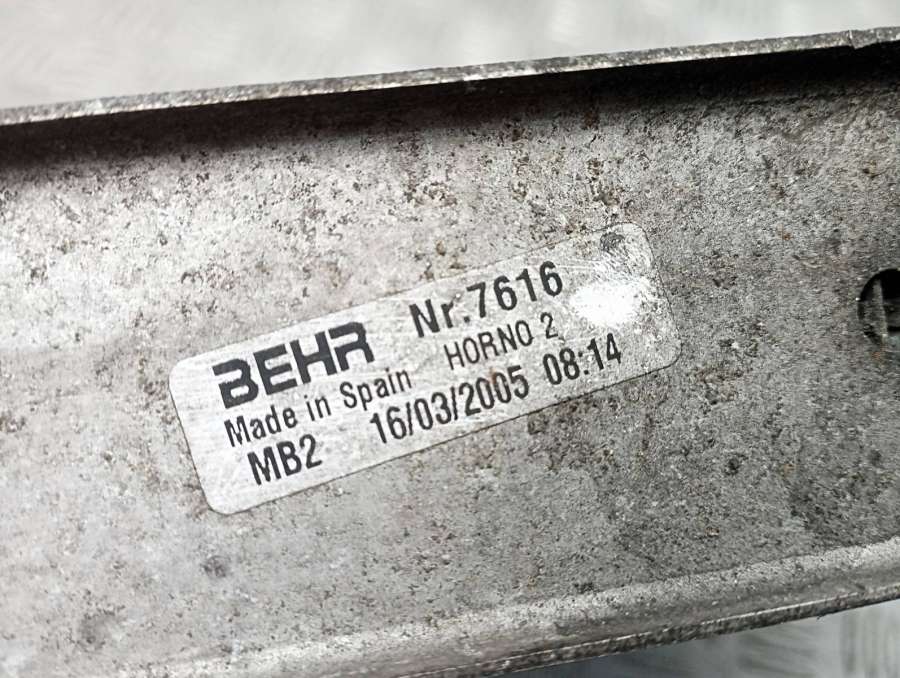 BEHR Nr.7616
Made in Spain HORNO 2
MB2 16/03/2005 08:14